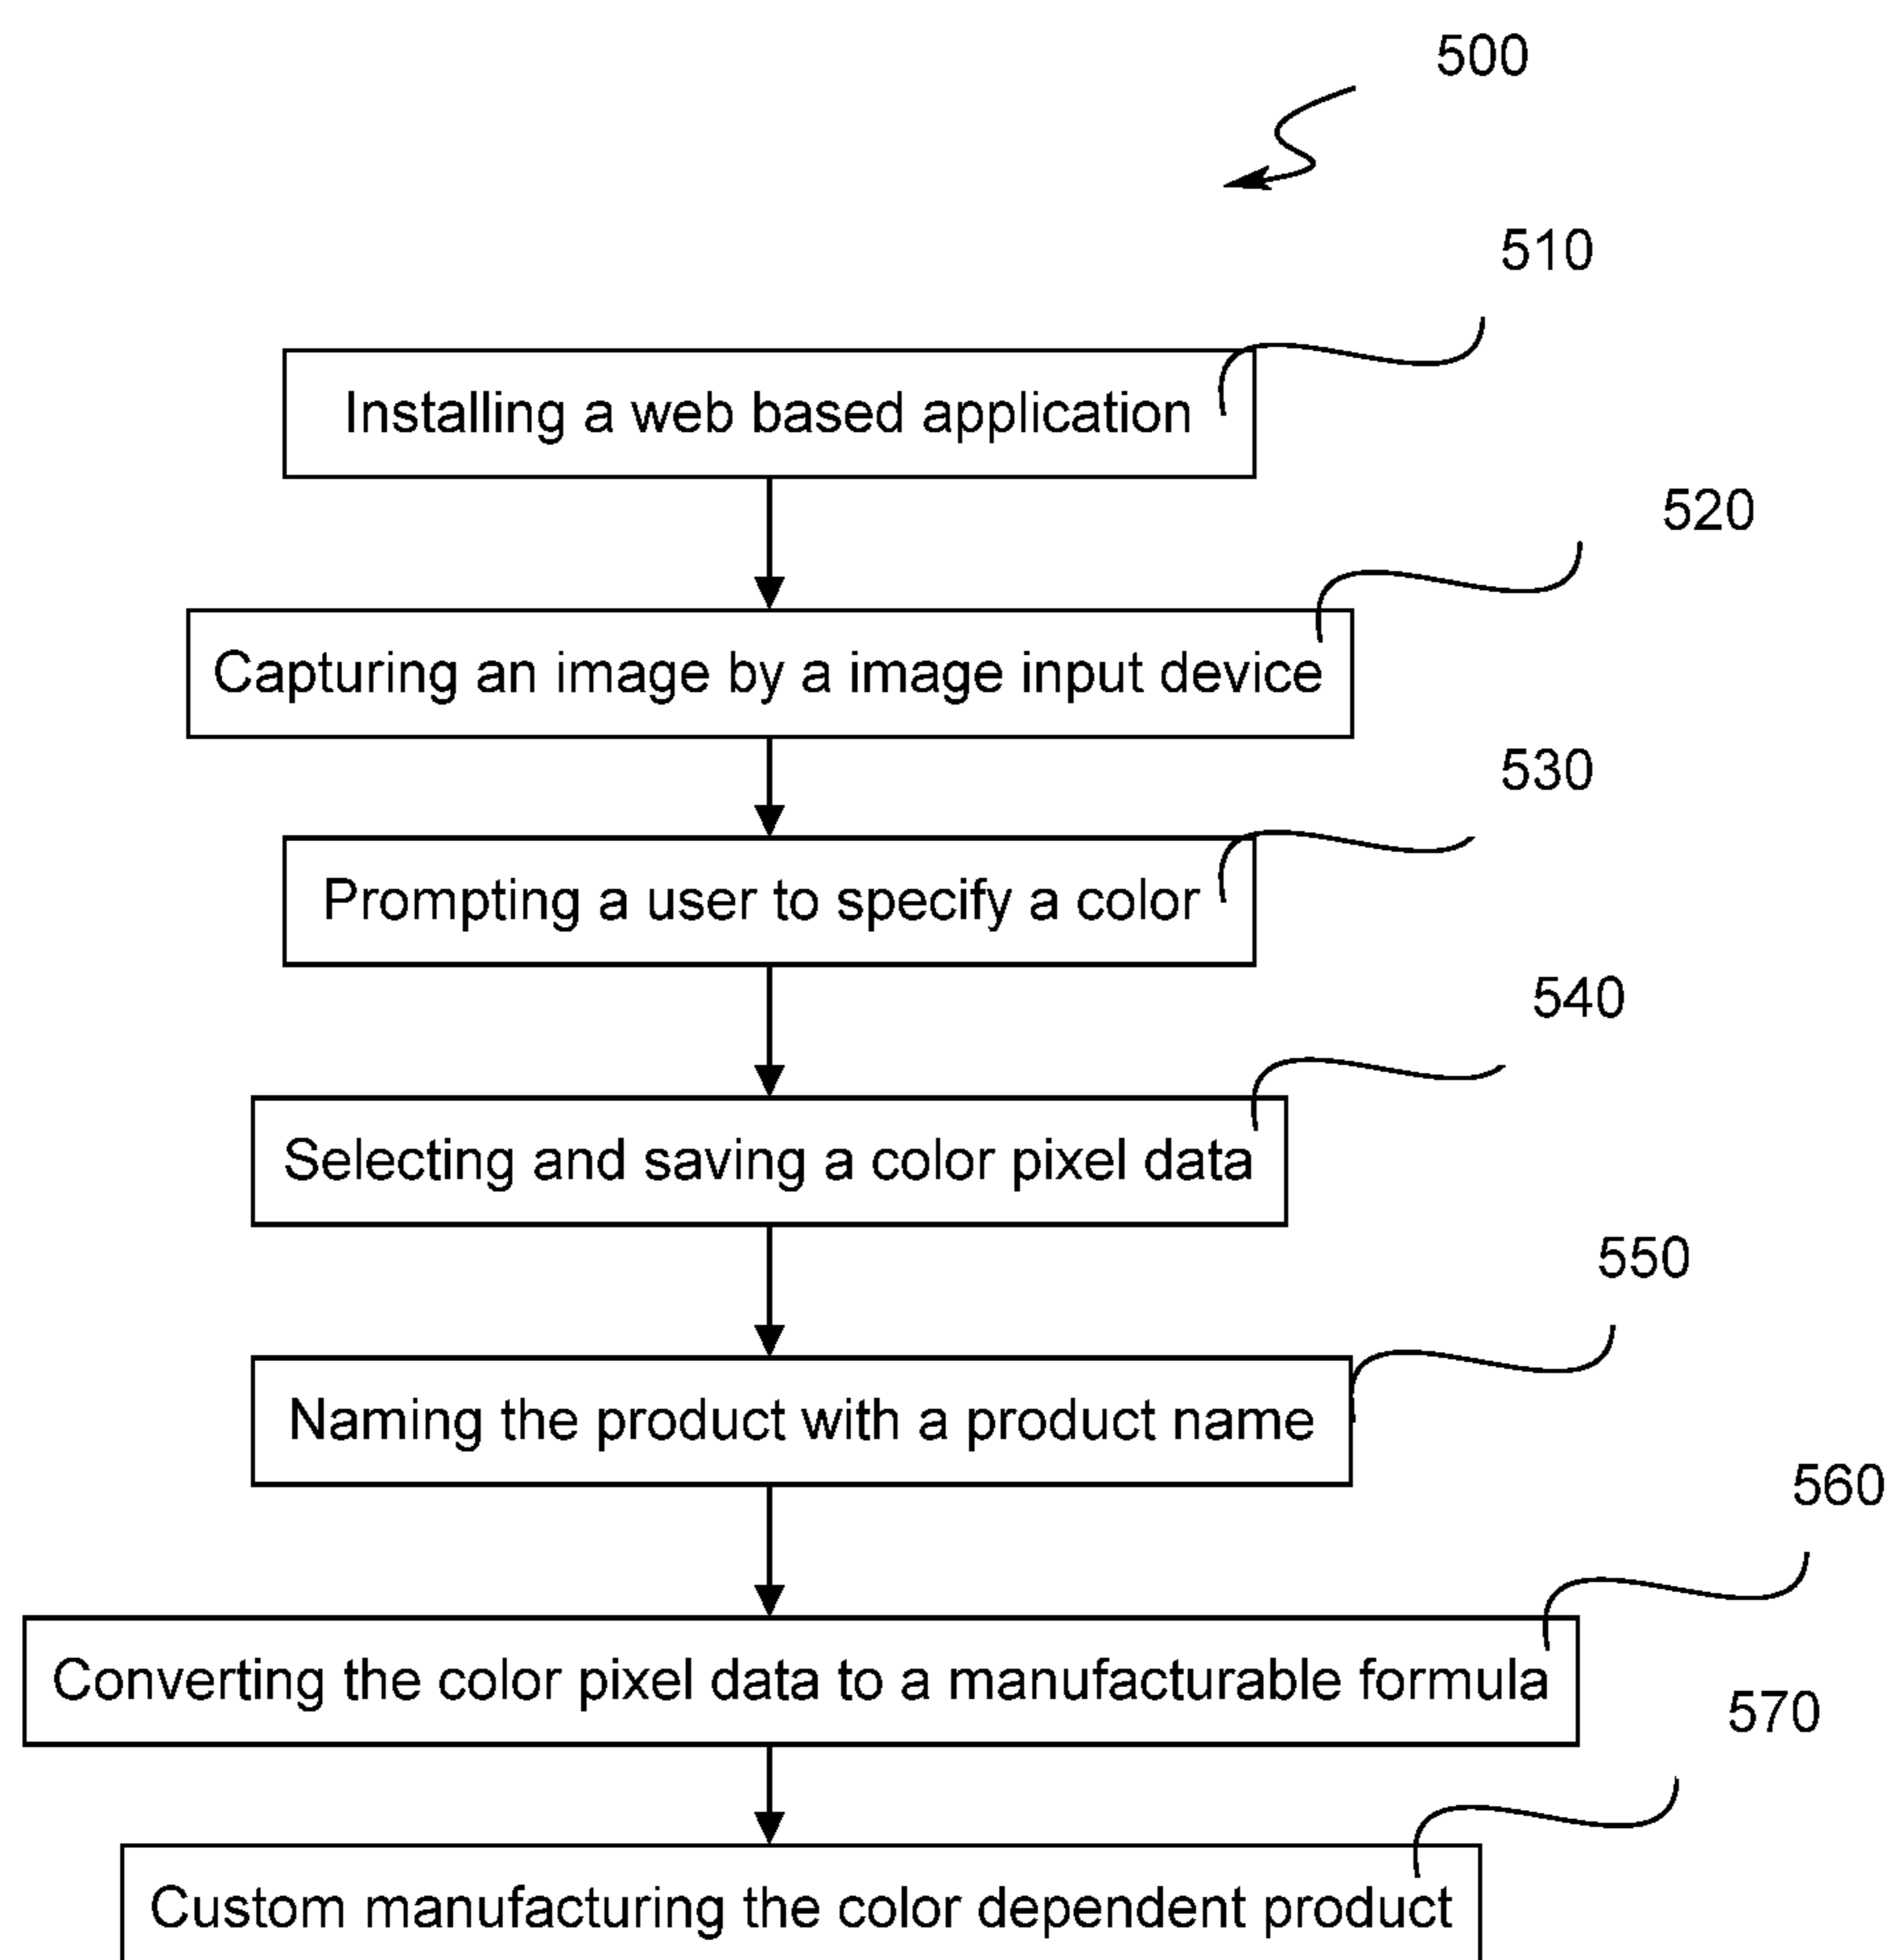 500
510
Installing a web based application
520
Capturing an image by a image input device
530
Prompting a user to specify a color
540
Selecting and saving a color pixel data
550
Naming the product with a product name
560
Converting the color pixel data to a manufacturable formula
570
Custom manufacturing the color dependent product